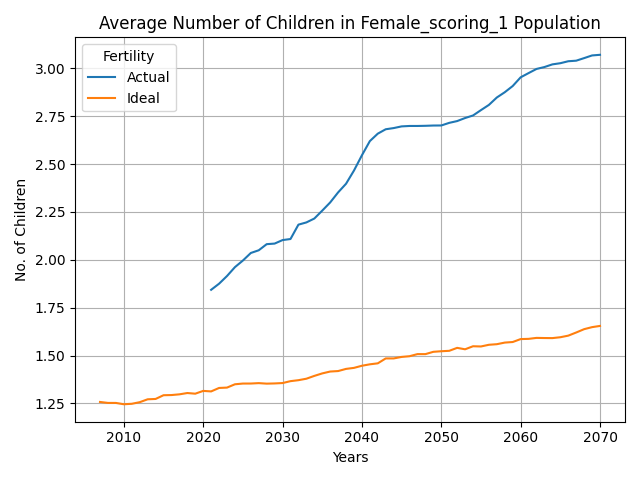 Average Number of Children in Female_scoring_1 Population
Fertility
Actual
Ideal
3.00
2.75
2.50
2.25
2.00
1.75
1.50
1.25
No. of Children
2010 2020 2030 2040 2050 2060 2070
Years